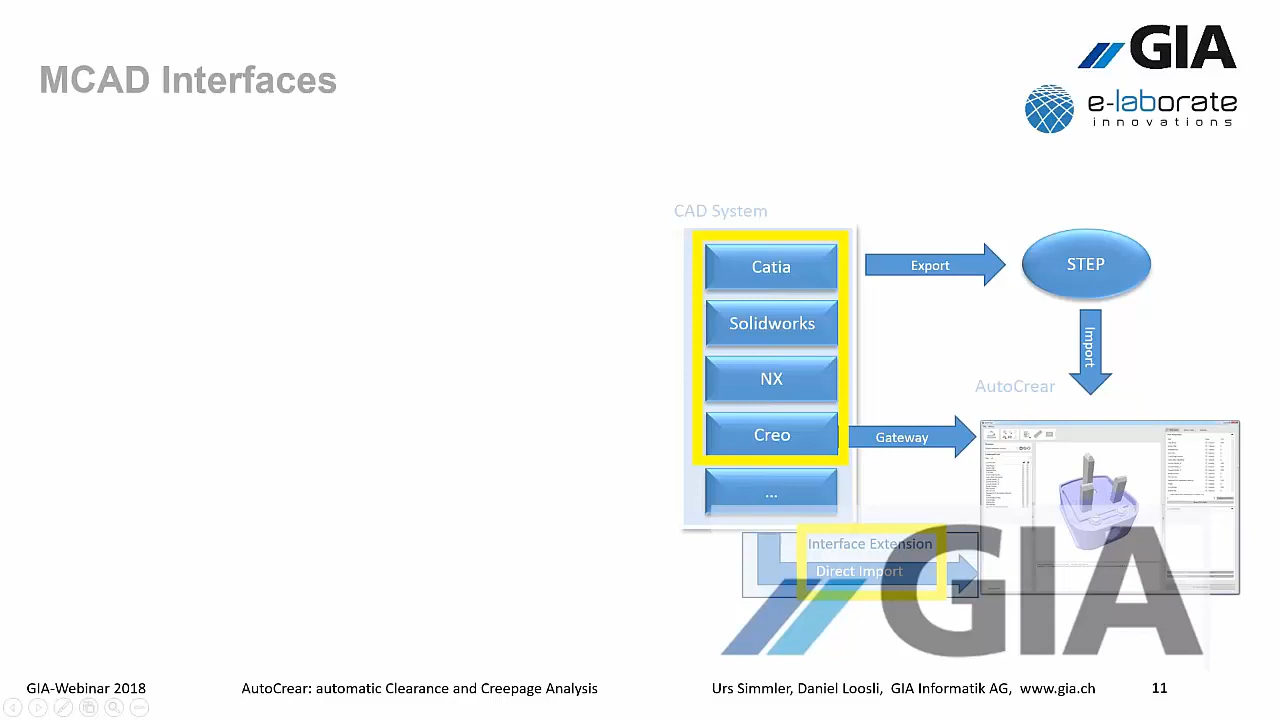 MCAD Interfaces
GIA
e-laborate
innovations
CAD System
Catia
Export
STEP
Solidworks
Import
NX
AutoCrear
Creo
Gateway
...
Interface Extension
Direct Import
GIA
GIA-Webinar 2018
AutoCrear: automatic Clearance and Creepage Analysis
Urs Simmler, Daniel Loosli, GIA Informatik AG, www.gia.ch
11